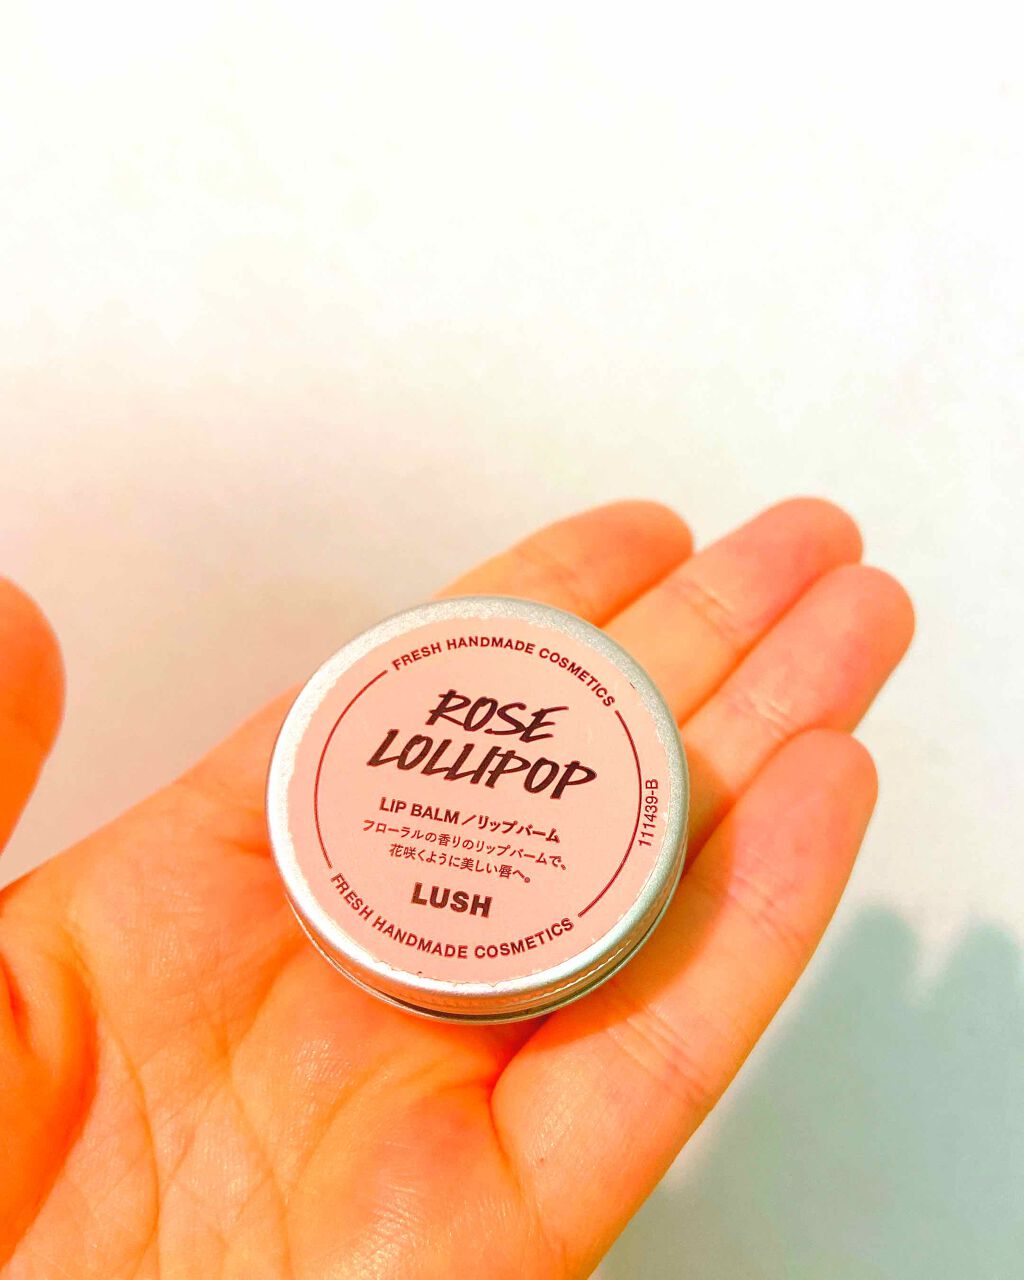 FRESH HANDMADE COSMETICS
ROSE
LOLLIPOP
LIP BALM／リップバーム
フローラルの香りのリップバームで、
花咲くように美しい唇へ。
LUSH
FRESH HANDMADE COSMETICS
111439-B